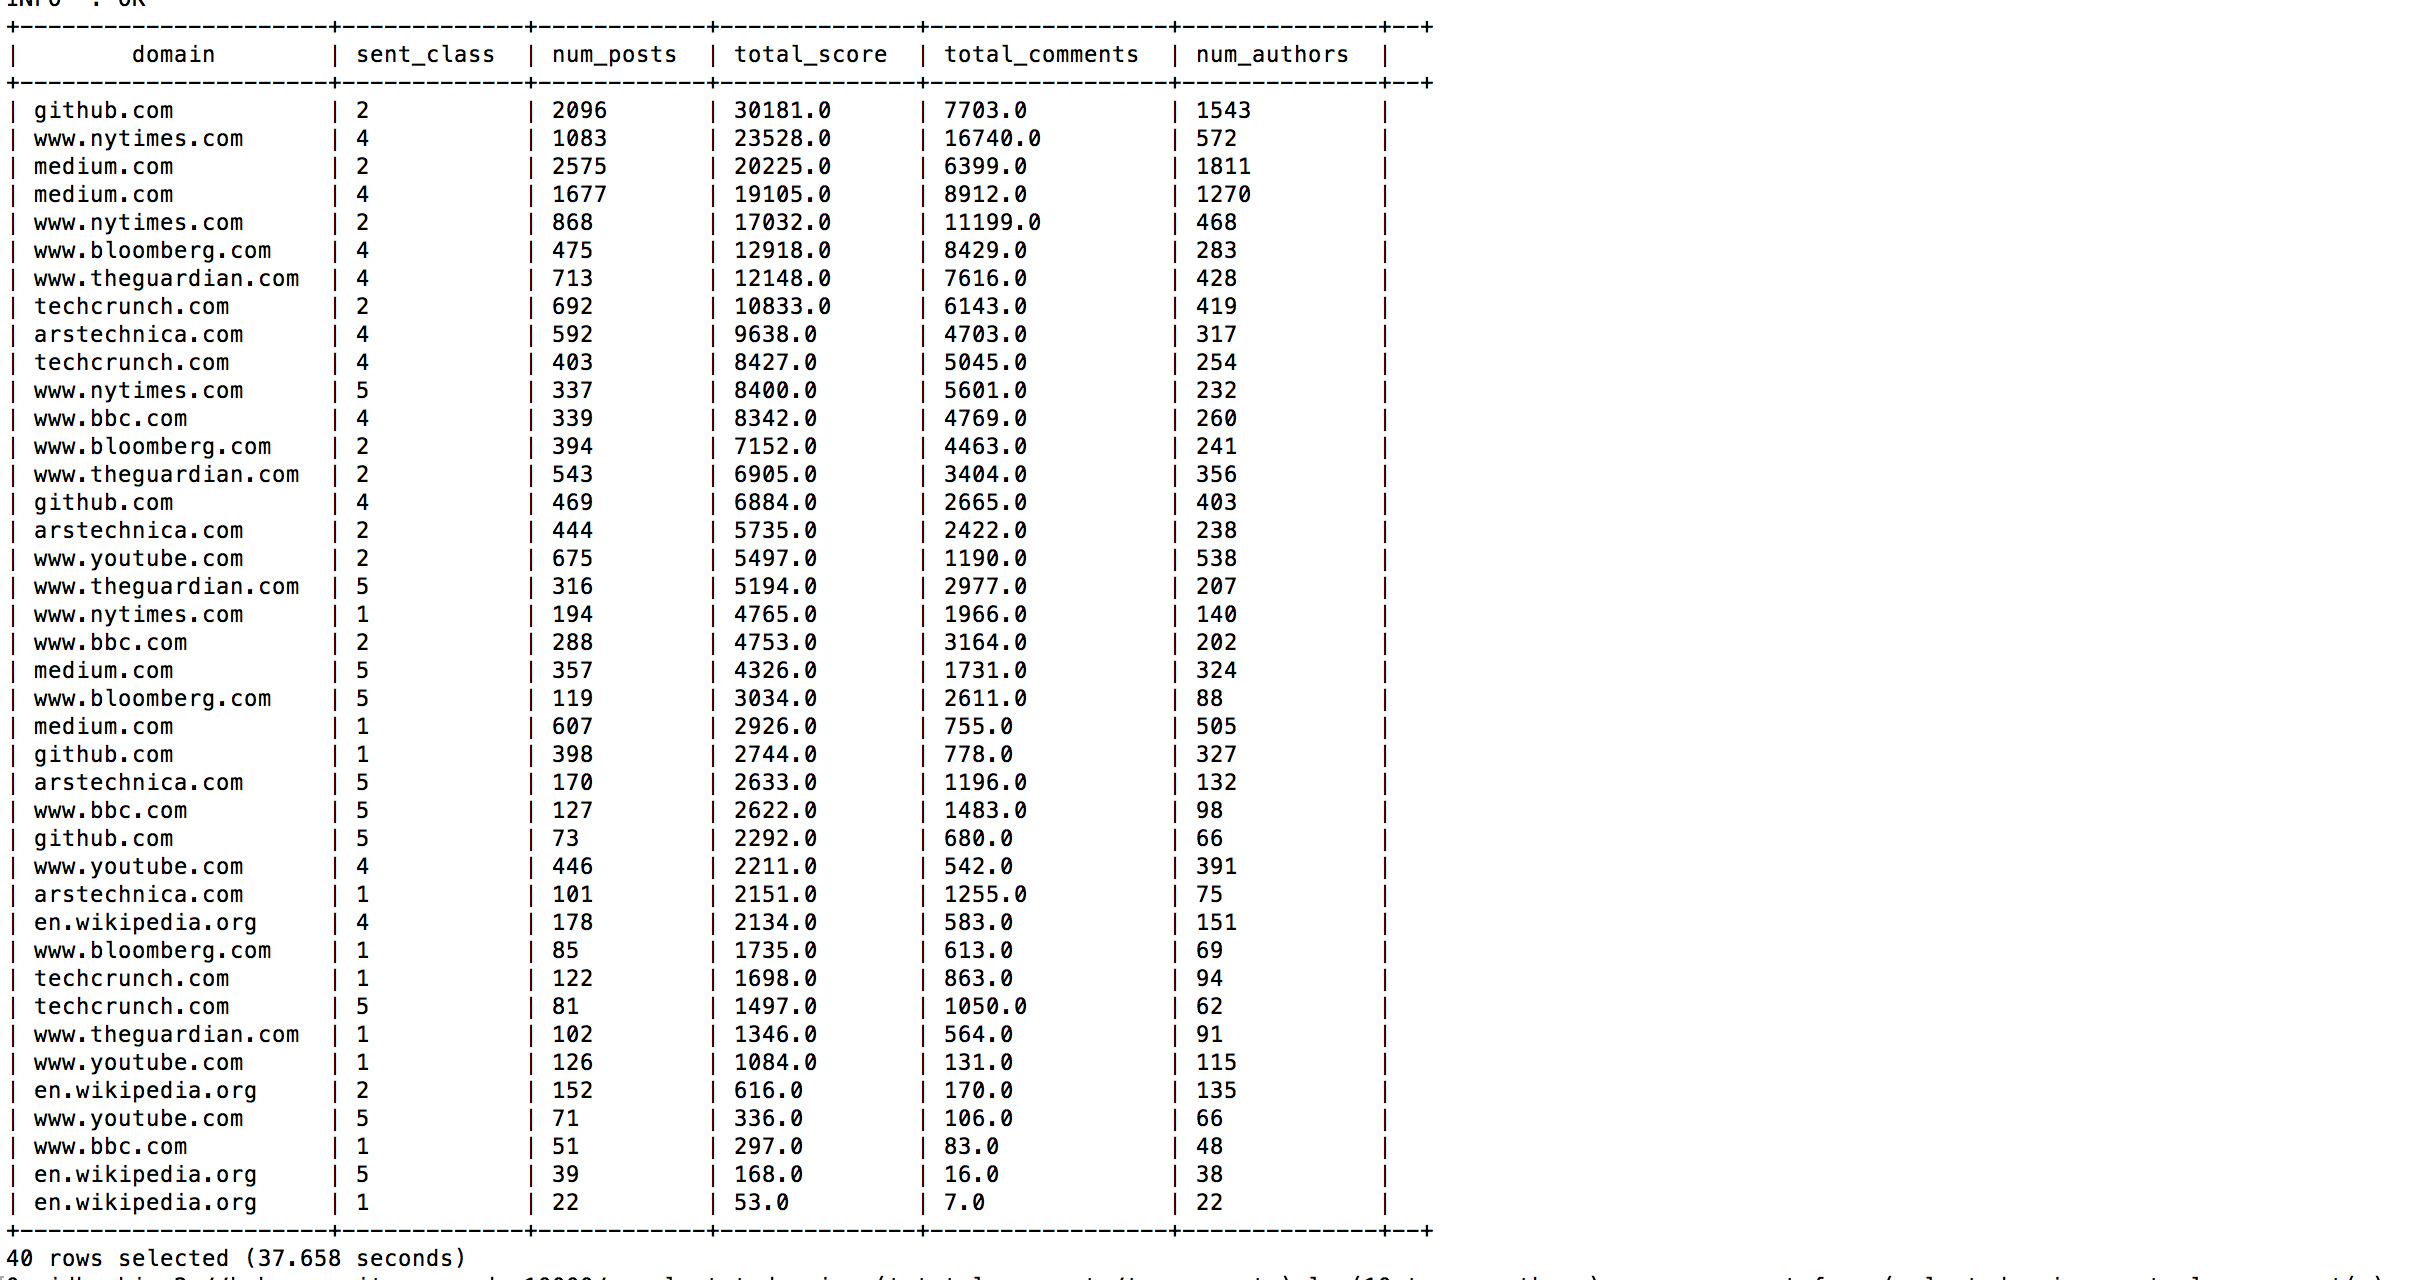 +-----------------------+--------------+-------------+---------------+------------------+--------------+--+
| domain | sent_class | num_posts | total_score | total_comments | num_authors |
+-----------------------+--------------+-------------+---------------+------------------+--------------+--+
| github.com | 2 | 2096 | 30181.0 | 7703.0 | 1543 |
| www.nytimes.com | 4 | 1083 | 23528.0 | 16740.0 | 572 |
| medium.com | 2 | 2575 | 20225.0 | 6399.0 | 1811 |
| medium.com | 4 | 1677 | 19105.0 | 8912.0 | 1270 |
| www.nytimes.com | 2 | 868 | 17032.0 | 11199.0 | 468 |
| www.bloomberg.com | 4 | 475 | 12918.0 | 8429.0 | 283 |
| www.theguardian.com | 4 | 713 | 12148.0 | 7616.0 | 428 |
| techcrunch.com | 2 | 692 | 10833.0 | 6143.0 | 419 |
| arstechnica.com | 4 | 592 | 9638.0 | 4703.0 | 317 |
| techcrunch.com | 4 | 403 | 8427.0 | 5045.0 | 254 |
| www.nytimes.com | 5 | 337 | 8400.0 | 5601.0 | 232 |
| www.bbc.com | 4 | 339 | 8342.0 | 4769.0 | 260 |
| www.bloomberg.com | 2 | 394 | 7152.0 | 4463.0 | 241 |
| www.theguardian.com | 2 | 543 | 6905.0 | 3404.0 | 356 |
| github.com | 4 | 469 | 6884.0 | 2665.0 | 403 |
| arstechnica.com | 2 | 444 | 5735.0 | 2422.0 | 238 |
| www.youtube.com | 2 | 675 | 5497.0 | 1190.0 | 538 |
| www.theguardian.com | 5 | 316 | 5194.0 | 2977.0 | 207 |
| www.nytimes.com | 1 | 194 | 4765.0 | 1966.0 | 140 |
| www.bbc.com | 2 | 288 | 4753.0 | 3164.0 | 202 |
| medium.com | 5 | 357 | 4326.0 | 1731.0 | 324 |
| www.bloomberg.com | 5 | 119 | 3034.0 | 2611.0 | 88 |
| medium.com | 1 | 607 | 2926.0 | 755.0 | 505 |
| github.com | 1 | 398 | 2744.0 | 778.0 | 327 |
| arstechnica.com | 5 | 170 | 2633.0 | 1196.0 | 132 |
| www.bbc.com | 5 | 127 | 2622.0 | 1483.0 | 98 |
| github.com | 5 | 73 | 2292.0 | 680.0 | 66 |
| www.youtube.com | 4 | 446 | 2211.0 | 542.0 | 391 |
| arstechnica.com | 1 | 101 | 2151.0 | 1255.0 | 75 |
| en.wikipedia.org | 4 | 178 | 2134.0 | 583.0 | 151 |
| www.bloomberg.com | 1 | 85 | 1735.0 | 613.0 | 69 |
| techcrunch.com | 1 | 122 | 1698.0 | 863.0 | 94 |
| techcrunch.com | 5 | 81 | 1497.0 | 1050.0 | 62 |
| www.theguardian.com | 1 | 102 | 1346.0 | 564.0 | 91 |
| www.youtube.com | 1 | 126 | 1084.0 | 131.0 | 115 |
| en.wikipedia.org | 2 | 152 | 616.0 | 170.0 | 135 |
| www.youtube.com | 5 | 71 | 336.0 | 106.0 | 66 |
| www.bbc.com | 1 | 51 | 297.0 | 83.0 | 48 |
| en.wikipedia.org | 5 | 39 | 168.0 | 16.0 | 38 |
| en.wikipedia.org | 1 | 22 | 53.0 | 7.0 | 22 |
+-----------------------+--------------+-------------+---------------+------------------+--------------+--+
40 rows selected (37.658 seconds)